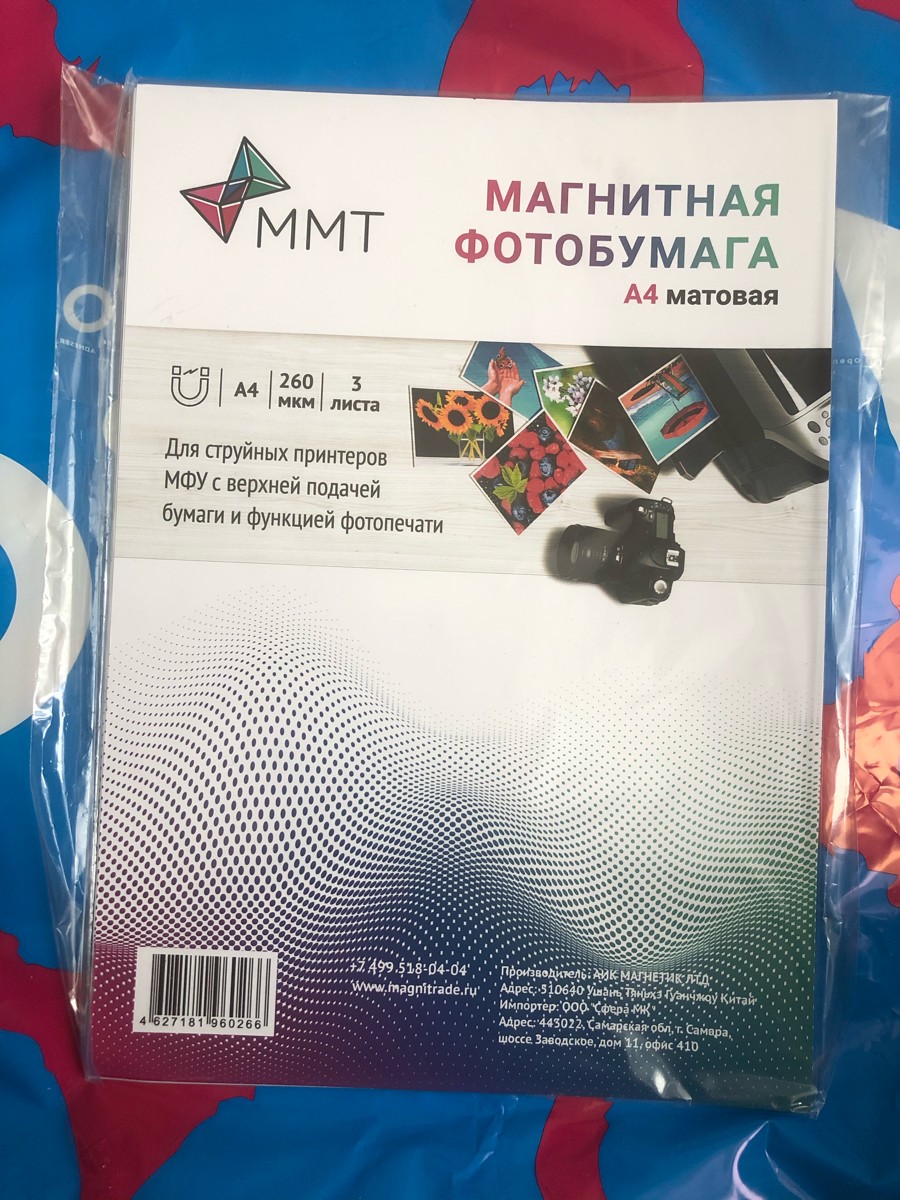 ММТ
МАГНИТНАЯ
ФОТОБУМАГА
А4 матовая
А4
260
мкм
3
листа
Для струйных принтеров
МФУ с верхней подачей
бумаги и функцией фотопечати
+7 499 518-04-04
www.magnitrade.ru
4 627181 960266
Производитель: АИК МАГНЕТИК ЛТД
Адрес: 510640 Ушань Тяньхэ Гуанчжоу Китай
Импортер: ООО "Сфера МК"
Адрес: 443022, Самарская обл, г. Самара,
шоссе Заводское, дом 11, офис 410